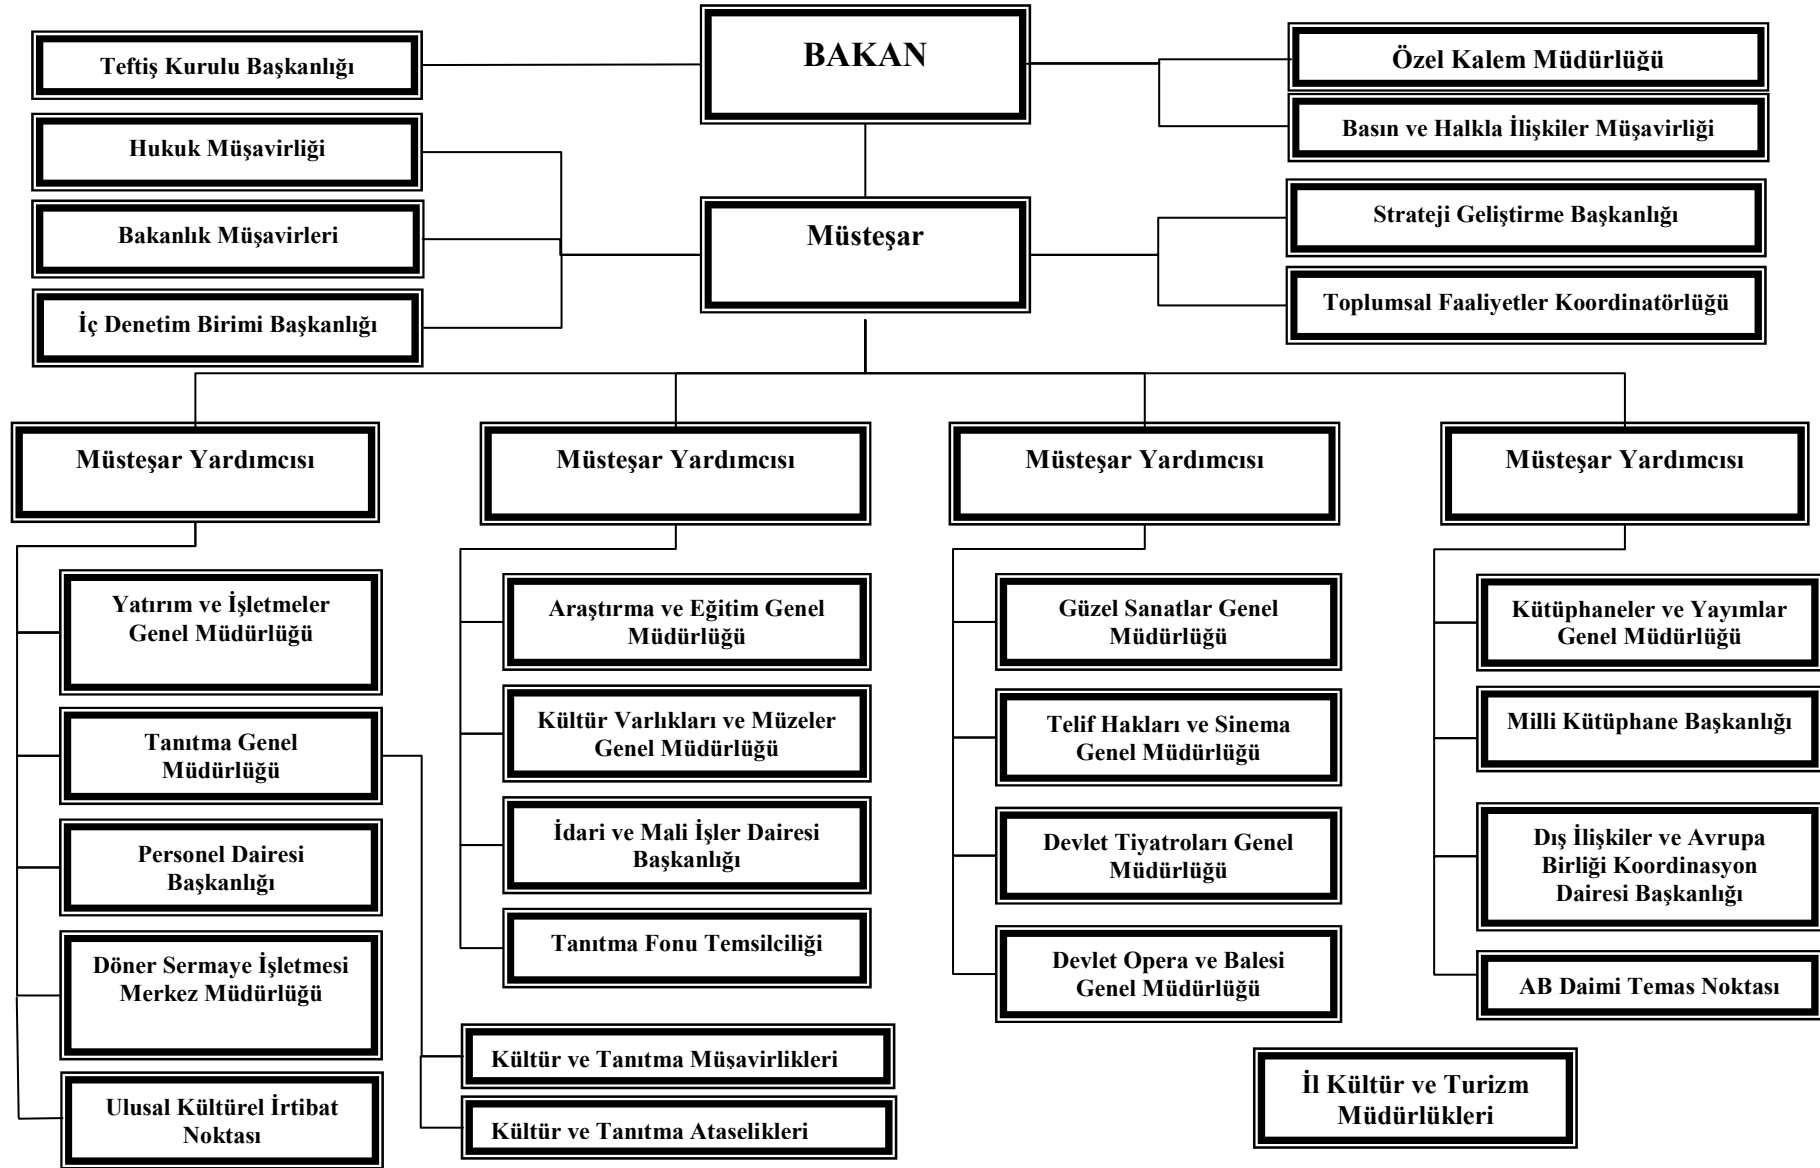 BAKAN
Teftiş Kurulu Başkanlığı
Özel Kalem Müdürlüğü
Basın ve Halkla İlişkiler Müşavirliği
Hukuk Müşavirliği
Bakanlık Müşavirleri
İç Denetim Birimi Başkanlığı
Müsteşar
Strateji Geliştirme Başkanlığı
Toplumsal Faaliyetler Koordinatörlüğü
Müsteşar Yardımcısı
Müsteşar Yardımcısı
Müsteşar Yardımcısı
Müsteşar Yardımcısı
Yatırım ve İşletmeler
Genel Müdürlüğü
Tanıtma Genel
Müdürlüğü
Personel Dairesi
Başkanlığı
Döner Sermaye İşletmesi
Merkez Müdürlüğü
Ulusal Kültürel İrtibat
Noktası
Araştırma ve Eğitim Genel
Müdürlüğü
Kültür Varlıkları ve Müzeler
Genel Müdürlüğü
İdari ve Mali İşler Dairesi
Başkanlığı
Tanıtma Fonu Temsilciliği
Kültür ve Tanıtma Müşavirlikleri
Kültür ve Tanıtma Ataselikleri
Güzel Sanatlar Genel
Müdürlüğü
Telif Hakları ve Sinema
Genel Müdürlüğü
Devlet Tiyatroları Genel
Müdürlüğü
Devlet Opera ve Balesi
Genel Müdürlüğü
Kütüphaneler ve Yayımlar
Genel Müdürlüğü
Milli Kütüphane Başkanlığı
Dış İlişkiler ve Avrupa
Birliği Koordinasyon
Dairesi Başkanlığı
AB Daimi Temas Noktası
İl Kültür ve Turizm
Müdürlükleri